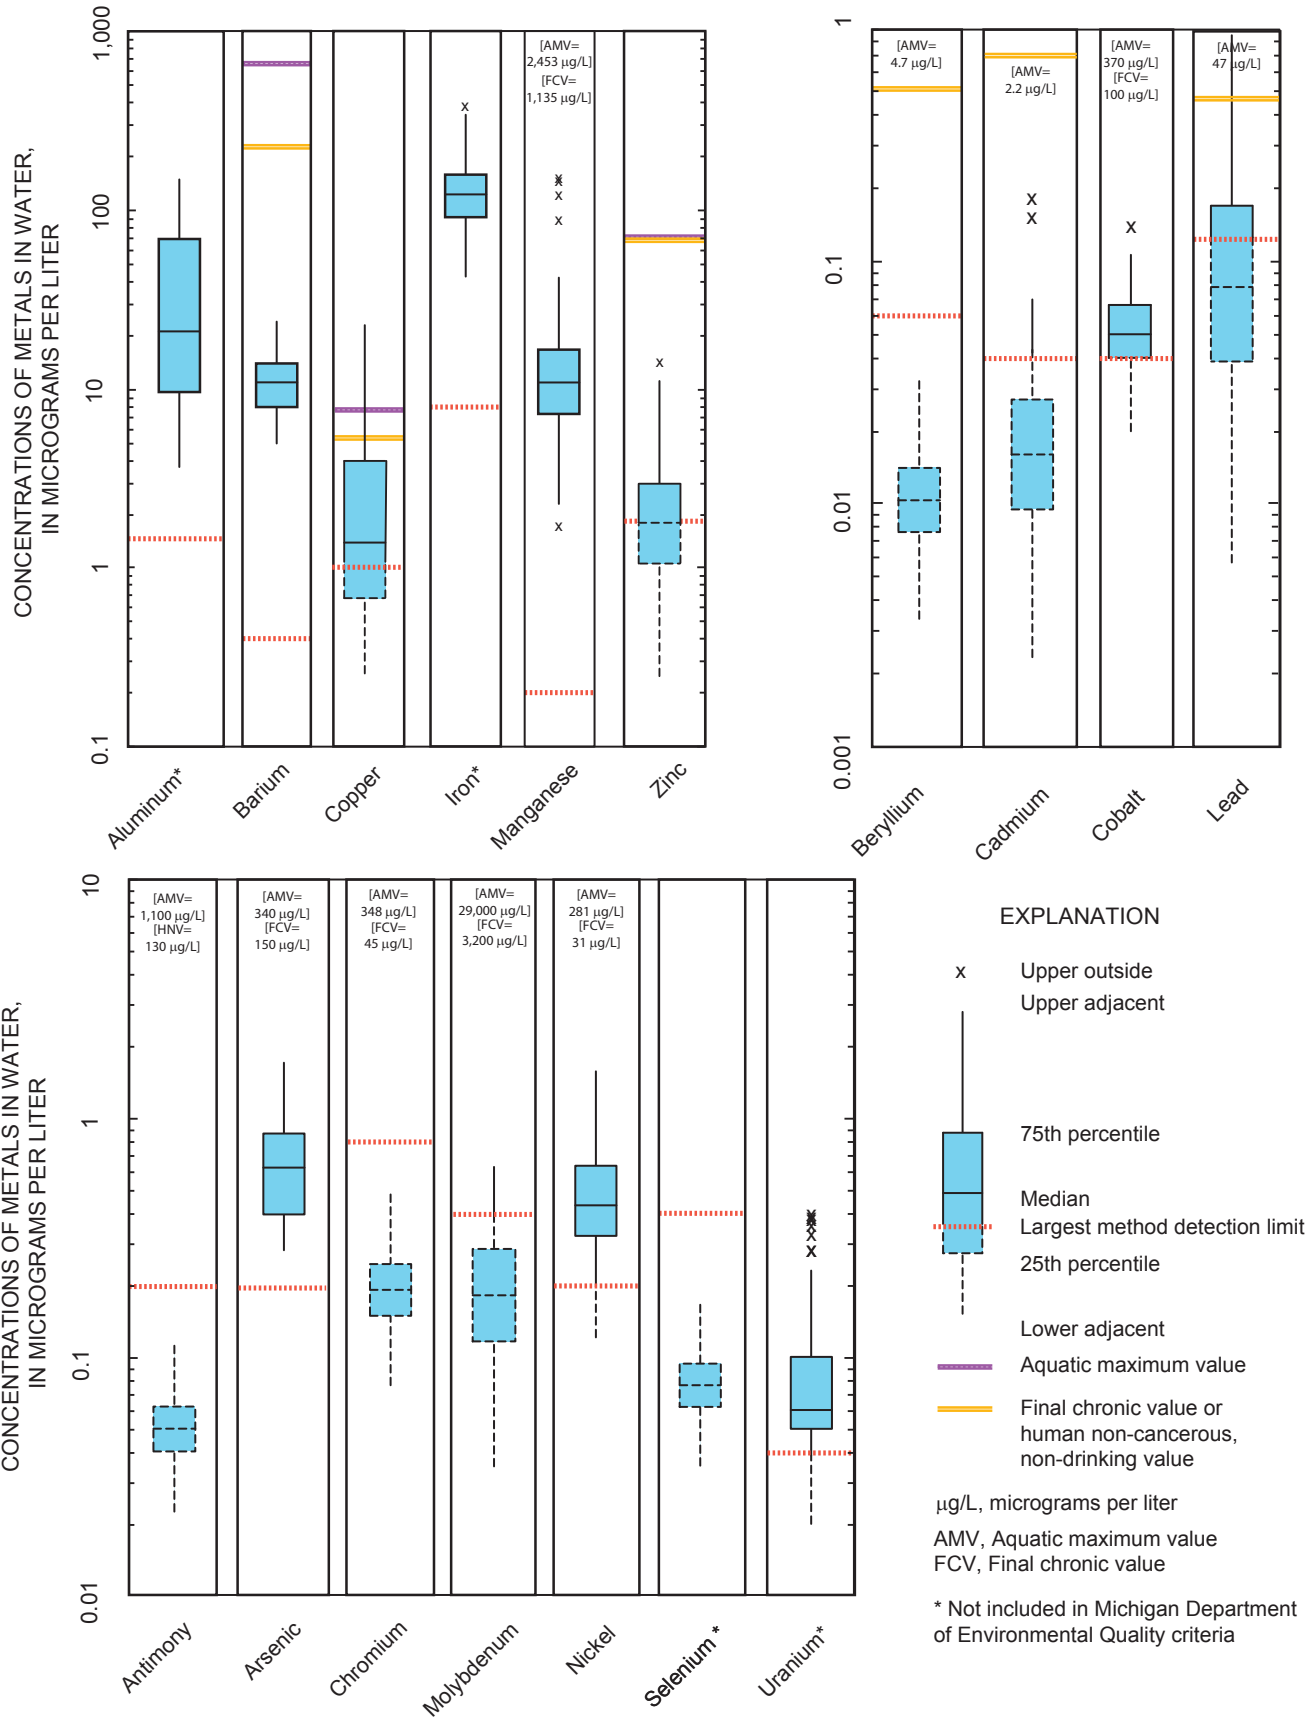 CONCENTRATIONS OF METALS IN WATER,
IN MICROGRAMS PER LITER
1,000
100
10
1
0.1
[AMV=
2,453 µg/L]
[FCV=
1,135 µg/L]
x
x
x
x
x
x
x
Aluminum*
Barium
Copper
Iron*
Manganese
Zinc
1
0.1
0.01
0.001
[AMV=
4.7 µg/L]
[AMV=
2.2 µg/L]
[AMV=
370 µg/L]
[FCV=
100 µg/L]
[AMV=
47 µg/L]
x
x
x
Beryllium
Cadmium
Cobalt
Lead
CONCENTRATIONS OF METALS IN WATER,
IN MICROGRAMS PER LITER
10
1
0.1
0.01
[AMV=
1,100 µg/L]
[HNV=
130 µg/L]
[AMV=
340 µg/L]
[FCV=
150 µg/L]
[AMV=
348 µg/L]
[FCV=
45 µg/L]
[AMV=
29,000 µg/L]
[FCV=
3,200 µg/L]
[AMV=
281 µg/L]
[FCV=
31 µg/L]
x
x
x
x
x
Antimony
Arsenic
Chromium
Molybdenum
Nickel
Selenium*
Uranium*
EXPLANATION
x Upper outside
Upper adjacent
75th percentile
Median
Largest method detection limit
25th percentile
Lower adjacent
Aquatic maximum value
Final chronic value or
human non-cancerous,
non-drinking value
µg/L, micrograms per liter
AMV, Aquatic maximum value
FCV, Final chronic value
* Not included in Michigan Department
of Environmental Quality criteria